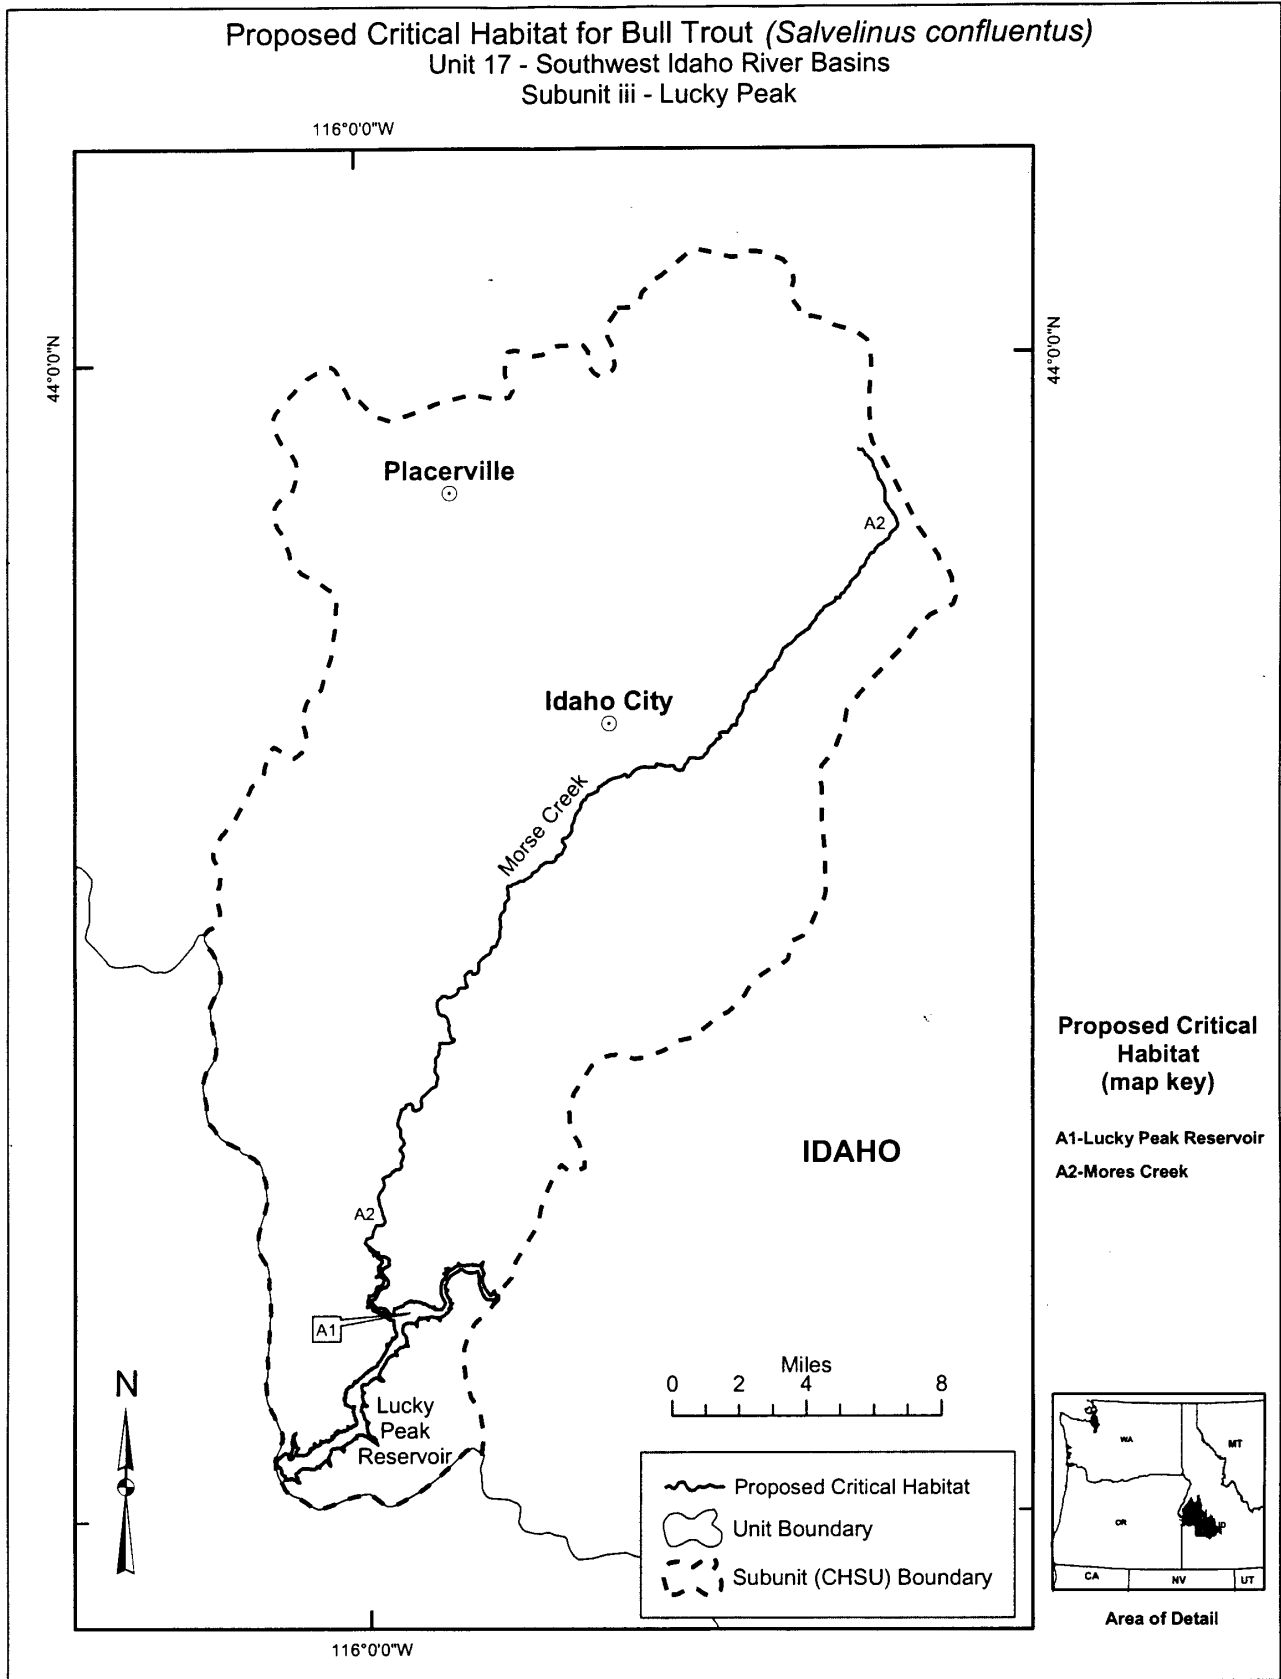 Proposed Critical Habitat for Bull Trout (Salvelinus confluentus)
Unit 17 - Southwest Idaho River Basins
Subunit iii - Lucky Peak
116°0'0"W
44°0'0"N
44°0'0"N
Placerville
A2
Idaho City
Morse Creek
Proposed Critical
Habitat
(map key)
A1-Lucky Peak Reservoir
A2-Mores Creek
IDAHO
A2
A1
N
Lucky
Peak
Reservoir
Miles
0 2 4 8
Proposed Critical Habitat
Unit Boundary
Subunit (CHSU) Boundary
WA
MT
OR
ID
CA
NV
UT
Area of Detail
116°0'0"W